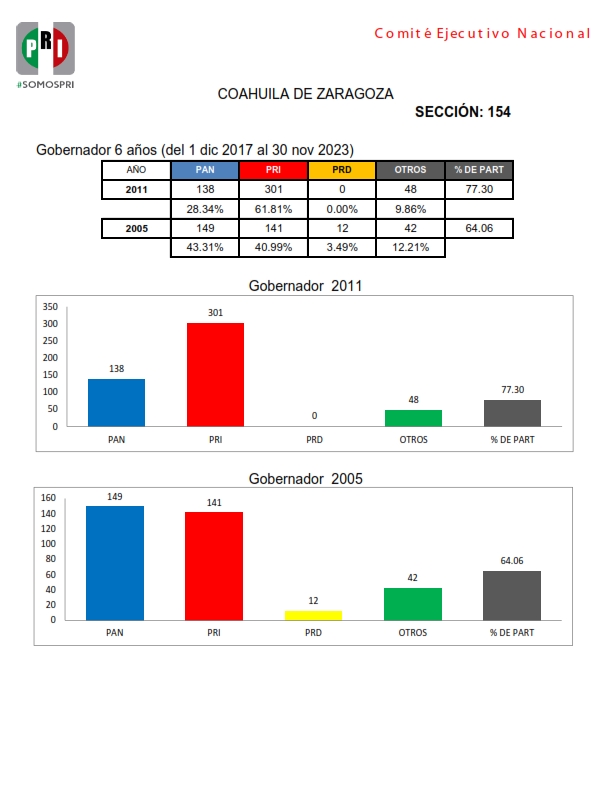 Comité Ejecutivo Nacional
PRI
#SOMOSPRI
COAHUILA DE ZARAGOZA
SECCIÓN: 154
Gobernador 6 años (del 1 dic 2017 al 30 nov 2023)
AÑO PAN PRI PRD OTROS % DE PART
2011 138 301 0 48 77.30
28.34% 61.81% 0.00% 9.86%
2005 149 141 12 42 64.06
43.31% 40.99% 3.49% 12.21%
Gobernador 2011
350
300
250
200
150
100
50
0
138
301
0
48
77.30
PAN PRI PRD OTROS % DE PART
Gobernador 2005
160
140
120
100
80
60
40
20
0
149
141
12
42
64.06
PAN PRI PRD OTROS % DE PART